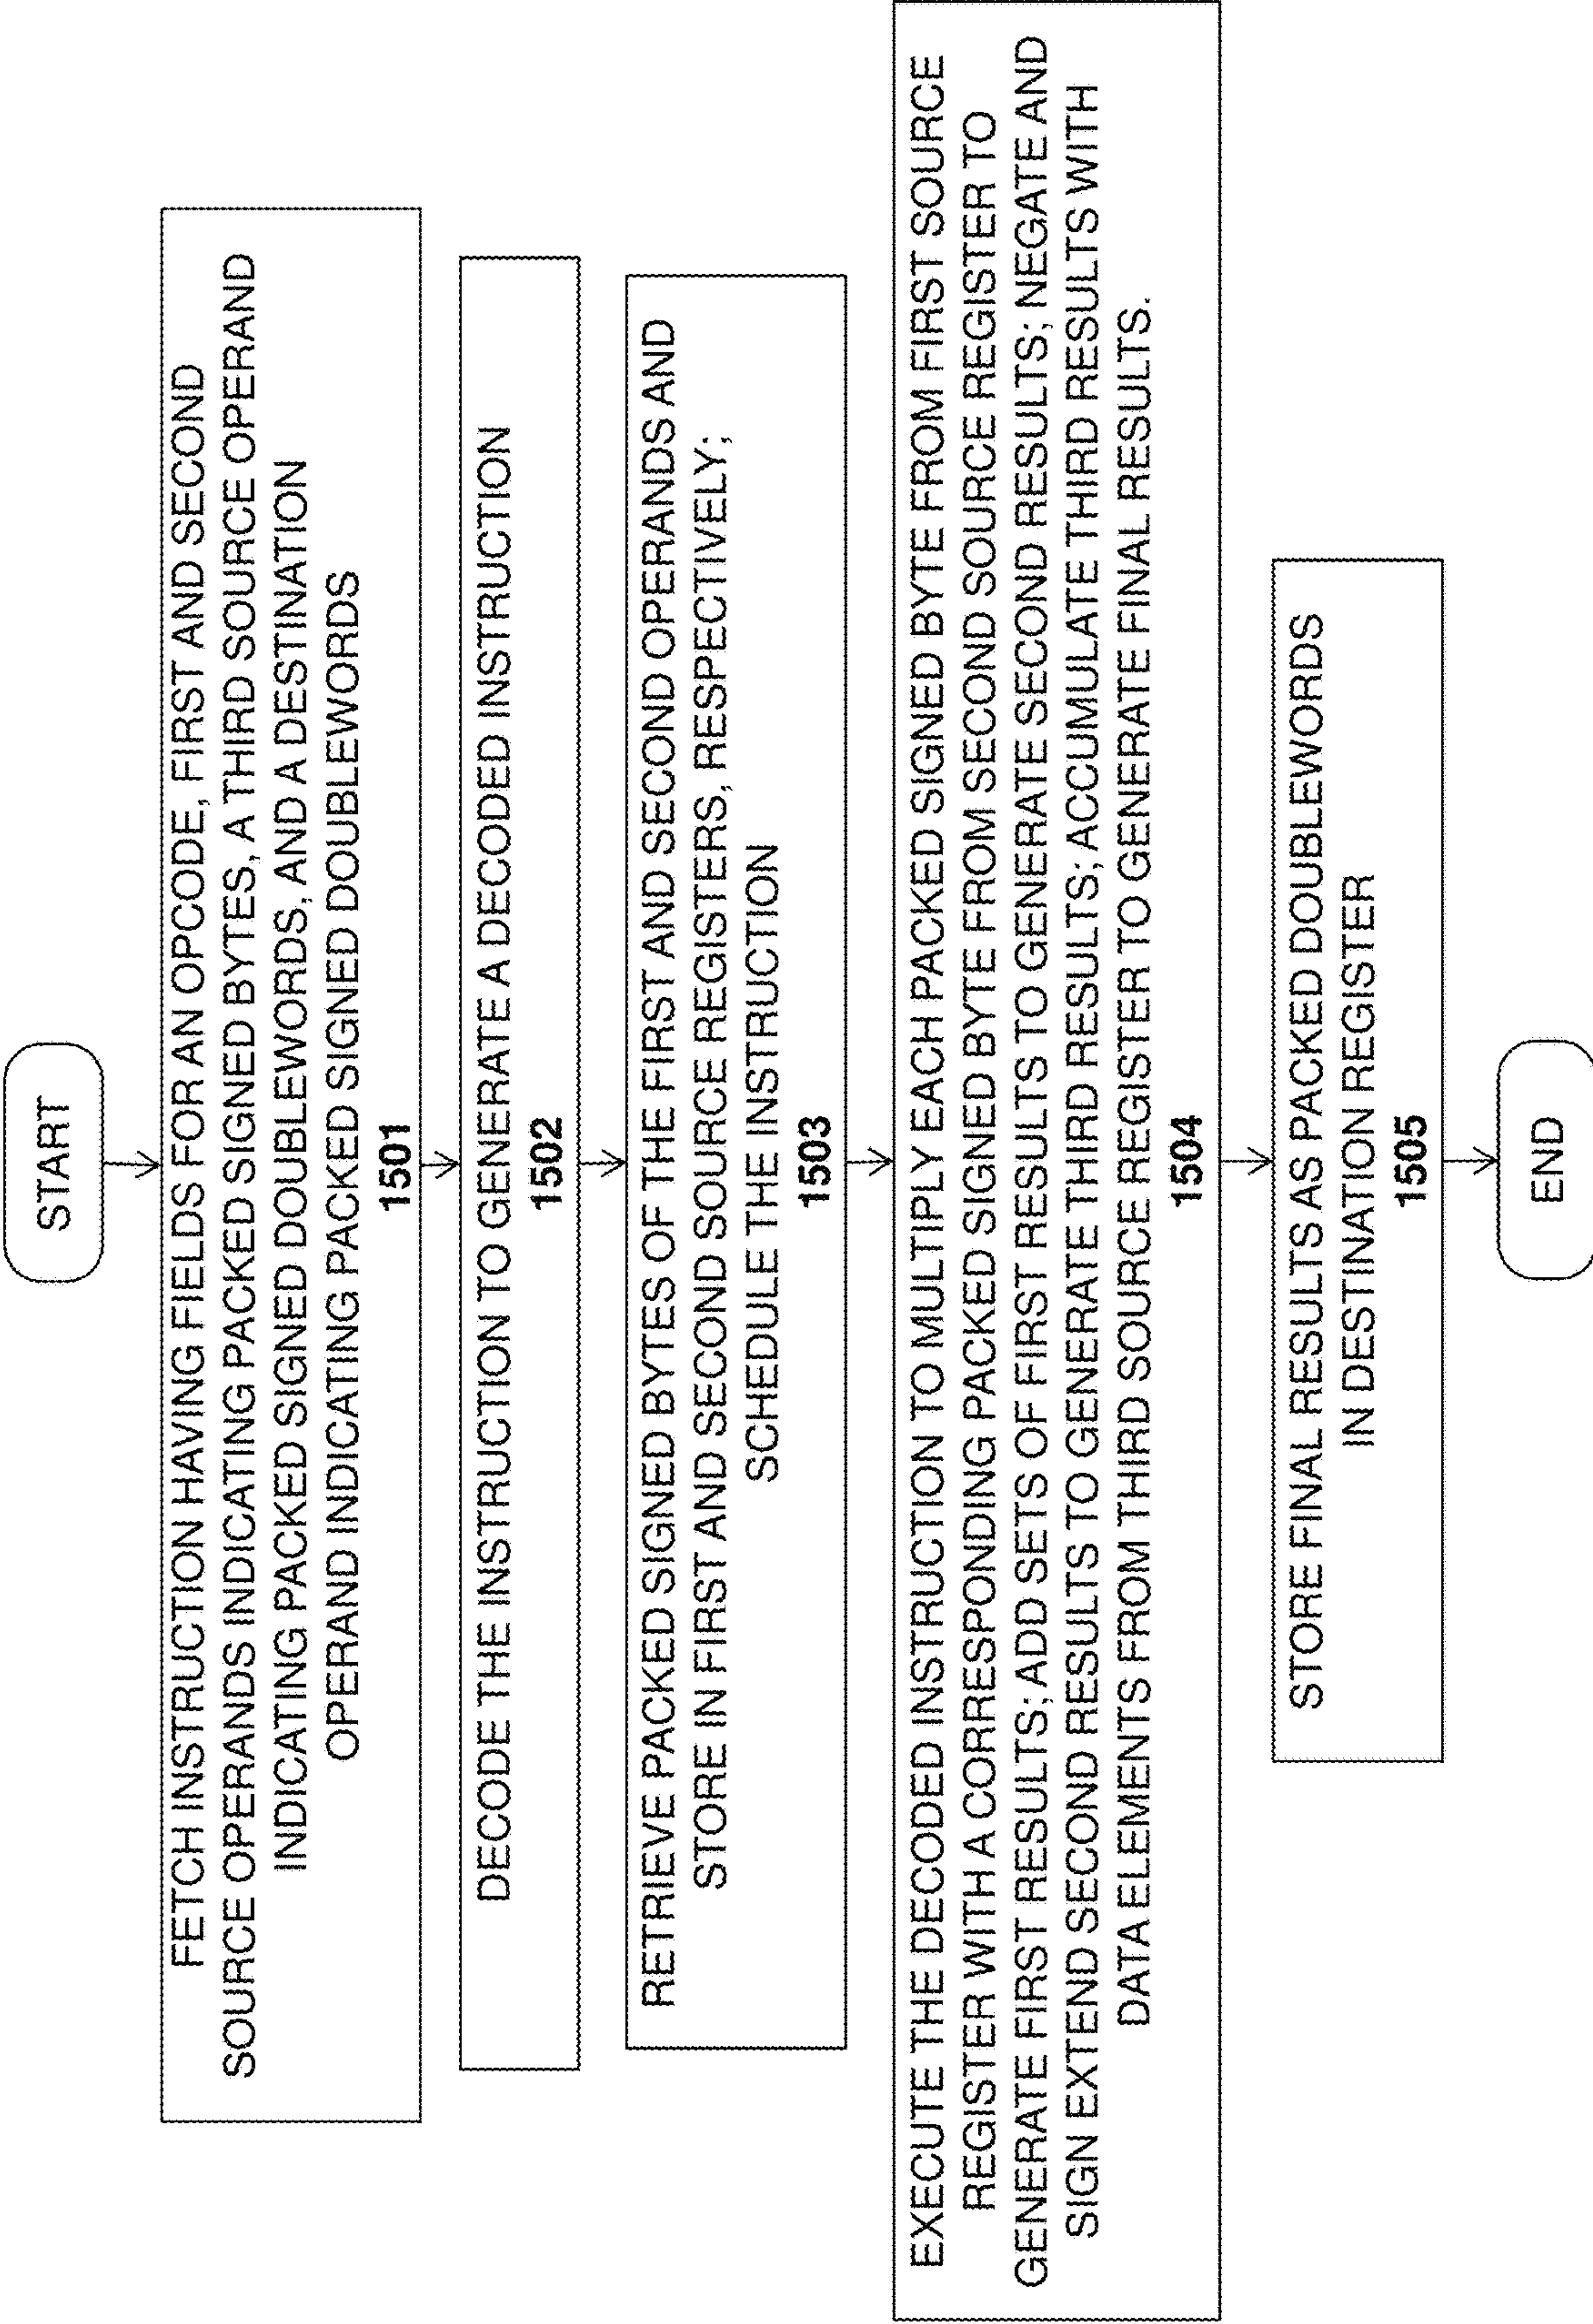 START
FETCH INSTRUCTION HAVING FIELDS FOR AN OPCODE, FIRST AND SECOND
SOURCE OPERANDS INDICATING PACKED SIGNED BYTES, A THIRD SOURCE OPERAND
INDICATING PACKED SIGNED DOUBLEWORDS, AND A DESTINATION
OPERAND INDICATING PACKED SIGNED DOUBLEWORDS
1501
DECODE THE INSTRUCTION TO GENERATE A DECODED INSTRUCTION
1502
RETRIEVE PACKED SIGNED BYTES OF THE FIRST AND SECOND OPERANDS AND
STORE IN FIRST AND SECOND SOURCE REGISTERS, RESPECTIVELY;
SCHEDULE THE INSTRUCTION
1503
EXECUTE THE DECODED INSTRUCTION TO MULTIPLY EACH PACKED SIGNED BYTE FROM FIRST SOURCE
REGISTER WITH A CORRESPONDING PACKED SIGNED BYTE FROM SECOND SOURCE REGISTER TO
GENERATE FIRST RESULTS; ADD SETS OF FIRST RESULTS TO GENERATE SECOND RESULTS; NEGATE AND
SIGN EXTEND SECOND RESULTS TO GENERATE THIRD RESULTS; ACCUMULATE THIRD RESULTS WITH
DATA ELEMENTS FROM THIRD SOURCE REGISTER TO GENERATE FINAL RESULTS.
1504
STORE FINAL RESULTS AS PACKED DOUBLEWORDS
IN DESTINATION REGISTER
1505
END